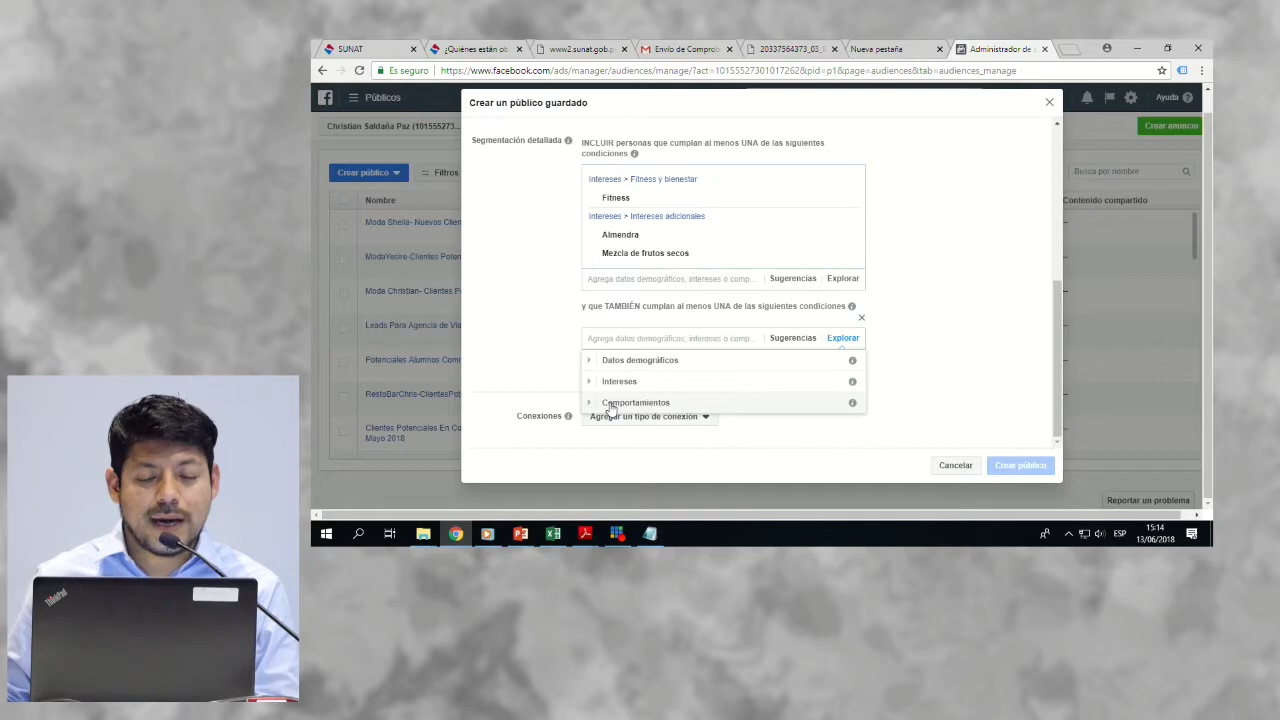 SUNAT
¿Quiénes están ob
www2.sunat.gob.p
Envío de Comprob
20337564373_03_
Nueva pestaña
Administrador de
Es seguro
https://www.facebook.com/ads/manager/audiences/manage/?act=10155527301017262&pid=p1&page=audiences&tab=audiences_manage
Públicos
Crear un público guardado
Ayuda
Christian Saldaña Paz (101555273...
Crear anuncio
Crear público
Filtros
Busca por nombre
Nombre
Contenido compartido
Moda Sheila- Nuevos Clien
ModaYesire-Clientes Poten
Moda Christian- Clientes P
Leads Para Agencia de Via
Potenciales Alumnos Comm
RestoBarChris-ClientesPot
Clientes Potenciales En Co
Mayo 2018
Segmentación detallada
INCLUIR personas que cumplan al menos UNA de las siguientes
condiciones
Intereses > Fitness y bienestar
Fitness
Intereses > Intereses adicionales
Almendra
Mezcla de frutos secos
Agrega datos demográficos, intereses o comp...
Sugerencias
Explorar
y que TAMBIÉN cumplan al menos UNA de las siguientes condiciones
Agrega datos demográficos, intereses o comp...
Sugerencias
Explorar
Datos demográficos
Intereses
Comportamientos
Conexiones
Agregar un tipo de conexión
Cancelar
Crear público
Reportar un problema
ESP
15:14
13/06/2018
ThinkPad